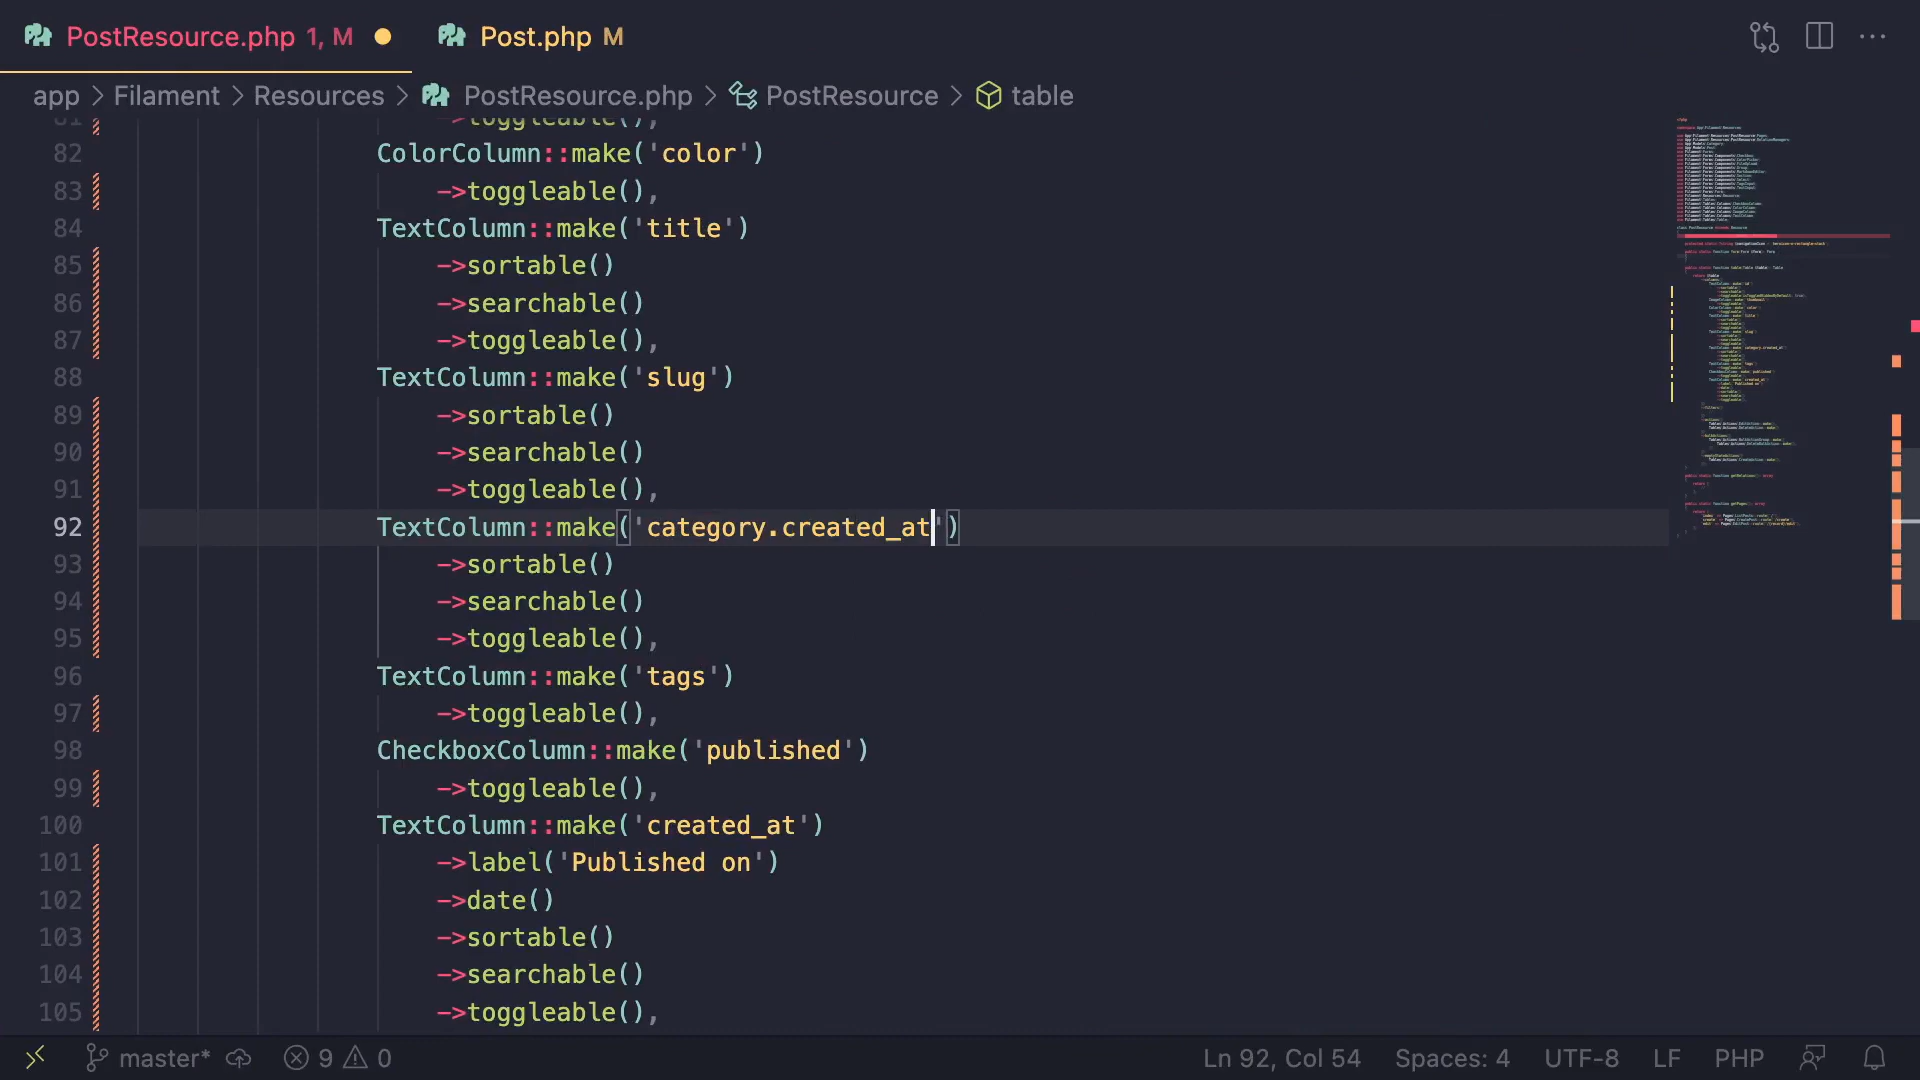 PostResource.php 1, M
Post.php M
app > Filament > Resources > PostResource.php > PostResource > table
81 ->toggleable(),
82 ColorColumn::make('color')
83 ->toggleable(),
84 TextColumn::make('title')
85 ->sortable()
86 ->searchable()
87 ->toggleable(),
88 TextColumn::make('slug')
89 ->sortable()
90 ->searchable()
91 ->toggleable(),
92 TextColumn::make('category.created_at')
93 ->sortable()
94 ->searchable()
95 ->toggleable(),
96 TextColumn::make('tags')
97 ->toggleable(),
98 CheckboxColumn::make('published')
99 ->toggleable(),
100 TextColumn::make('created_at')
101 ->label('Published on')
102 ->date()
103 ->sortable()
104 ->searchable()
105 ->toggleable(),
master* 9 0 Ln 92, Col 54 Spaces: 4 UTF-8 LF PHP